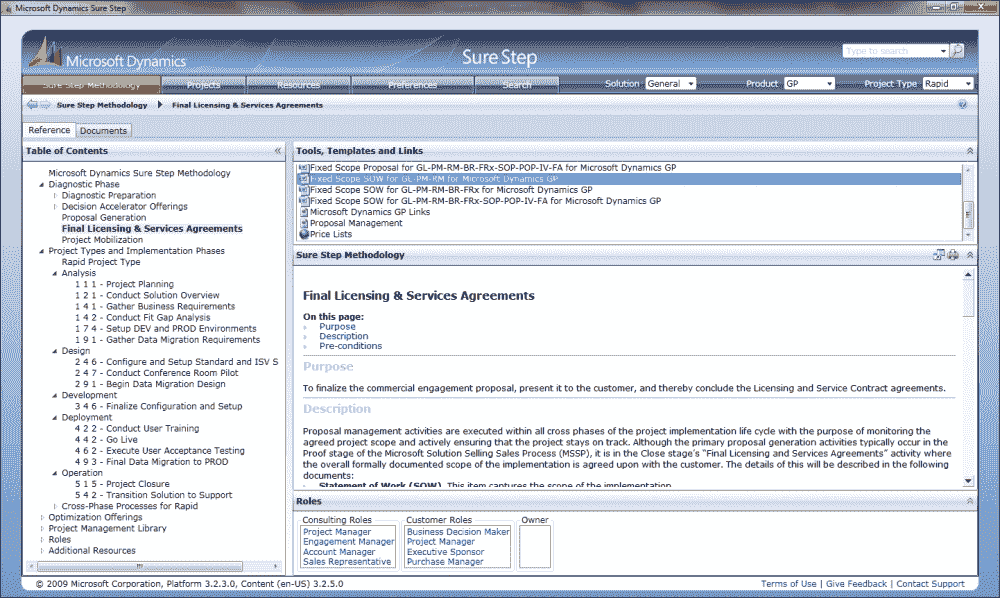 Microsoft Dynamics Sure Step
Microsoft Dynamics
Sure Step
Type to search
Sure Step Methodology
Projects
Resources
Preferences
Search
Solution General
Product GP
Project Type Rapid
Sure Step Methodology Final Licensing & Services Agreements
Reference
Documents
Table of Contents
Microsoft Dynamics Sure Step Methodology
Diagnostic Phase
Diagnostic Preparation
Decision Accelerator Offerings
Proposal Generation
Final Licensing & Services Agreements
Project Mobilization
Project Types and Implementation Phases
Rapid Project Type
Analysis
1 1 1 - Project Planning
1 2 1 - Conduct Solution Overview
1 4 1 - Gather Business Requirements
1 4 2 - Conduct Fit Gap Analysis
1 7 4 - Setup DEV and PROD Environments
1 9 1 - Gather Data Migration Requirements
Design
2 4 6 - Configure and Setup Standard and ISV S
2 4 7 - Conduct Conference Room Pilot
2 9 1 - Begin Data Migration Design
Development
3 4 6 - Finalize Configuration and Setup
Deployment
4 2 2 - Conduct User Training
4 4 2 - Go Live
4 6 2 - Execute User Acceptance Testing
4 9 3 - Final Data Migration to PROD
Operation
5 1 5 - Project Closure
5 4 2 - Transition Solution to Support
Cross-Phase Processes for Rapid
Optimization Offerings
Project Management Library
Roles
Additional Resources
Tools, Templates and Links
Fixed Scope Proposal for GL-PM-RM-BR-FRx-SOP-POP-IV-FA for Microsoft Dynamics GP
Fixed Scope SOW for GL-PM-RM for Microsoft Dynamics GP
Fixed Scope SOW for GL-PM-RM-BR-FRx for Microsoft Dynamics GP
Fixed Scope SOW for GL-PM-RM-BR-FRx-SOP-POP-IV-FA for Microsoft Dynamics GP
Microsoft Dynamics GP Links
Proposal Management
Price Lists
Sure Step Methodology
Final Licensing & Services Agreements
On this page:
Purpose
Description
Pre-conditions
Purpose
To finalize the commercial engagement proposal, present it to the customer, and thereby conclude the Licensing and Service Contract agreements.
Description
Proposal management activities are executed within all cross phases of the project implementation life cycle with the purpose of monitoring the
agreed project scope and actively ensuring that the project stays on track. Although the primary proposal generation activities typically occur in the
Proof stage of the Microsoft Solution Selling Sales Process (MSSP), it is in the Close stage's "Final Licensing and Services Agreements" activity where
the overall formally documented scope of the implementation is agreed upon with the customer. The details of this will be described in the following
documents:
Statement of Work (SOW). This item captures the scope of the implementation
Roles
Consulting Roles
Project Manager
Engagement Manager
Account Manager
Sales Representative
Customer Roles
Business Decision Maker
Project Manager
Executive Sponsor
Purchase Manager
Owner
© 2009 Microsoft Corporation, Platform 3.2.3.0, Content (en-US) 3.2.5.0
Terms of Use | Give Feedback | Contact Support